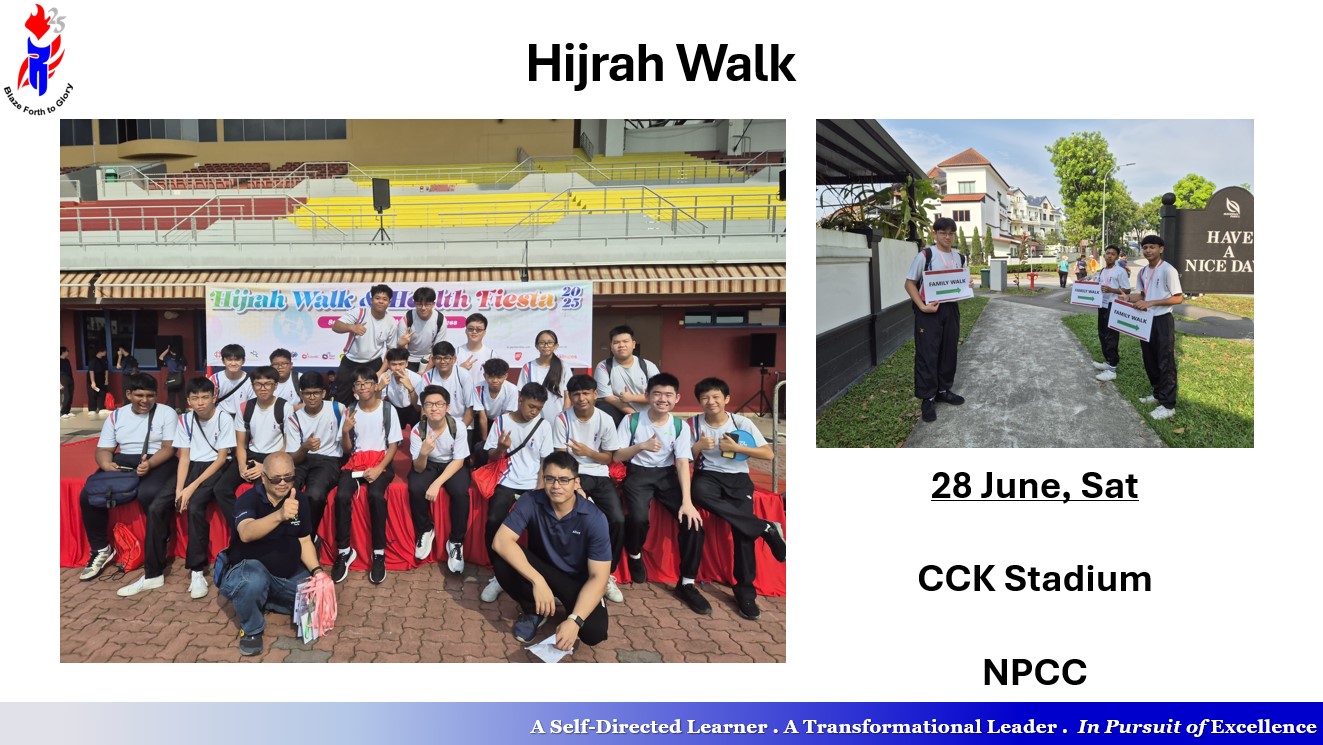 25
Blaze Forth to Glory
Hijrah Walk
Hijrah Walk & Health Fiesta 2025
FAMILY WALK
FAMILY WALK
FAMILY WALK
HAVE
A
NICE DAY
28 June, Sat
CCK Stadium
NPCC
A Self-Directed Learner . A Transformational Leader . In Pursuit of Excellence